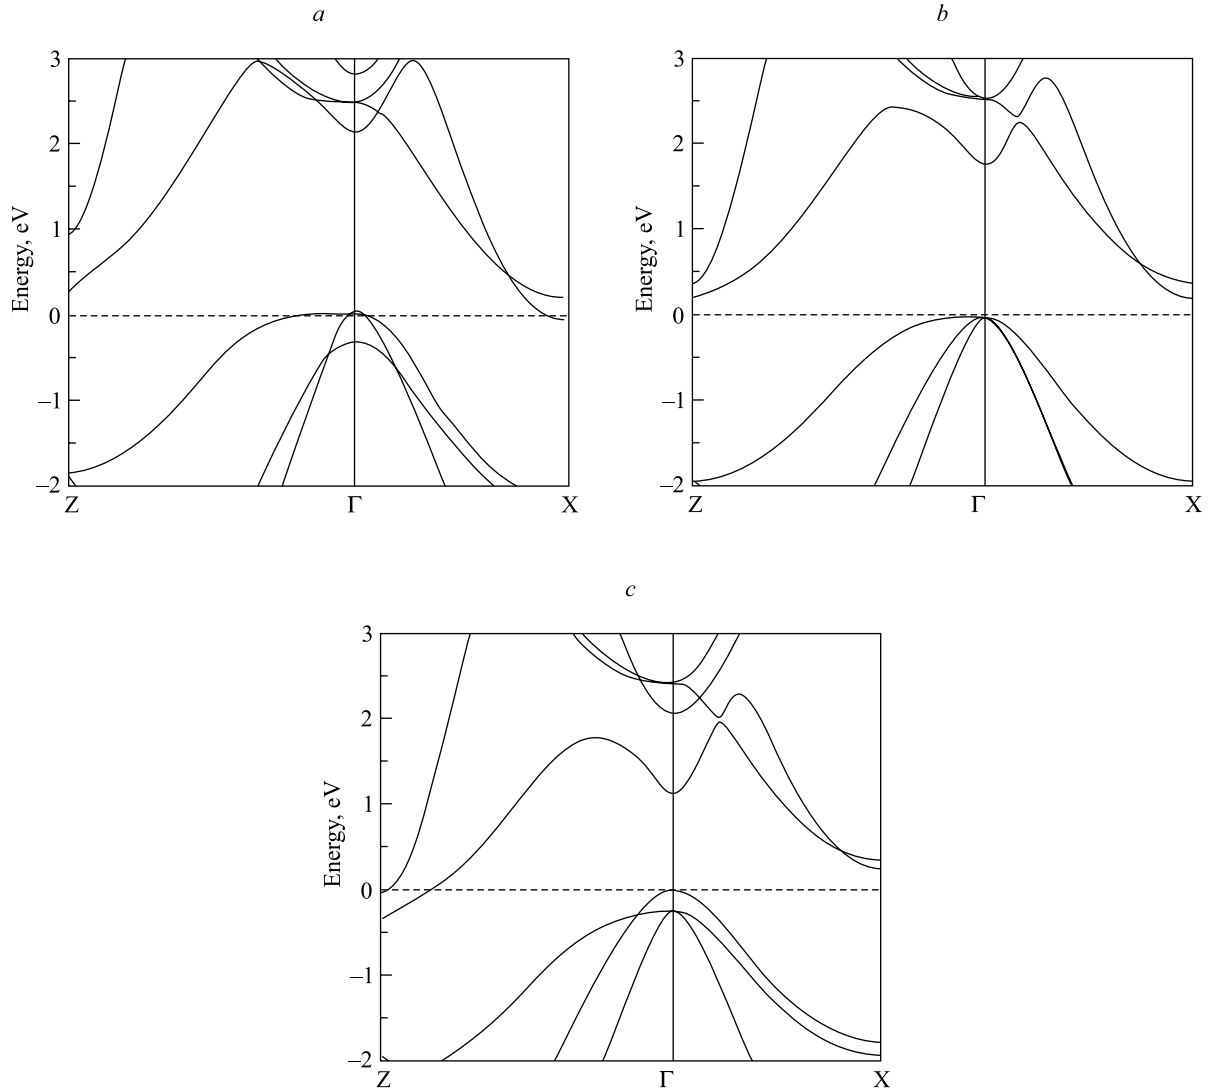 a
3
2
1
0
–1
–2
Energy, eV
Z Γ X
b
3
2
1
0
–1
–2
Energy, eV
Z Γ X
c
3
2
1
0
–1
–2
Energy, eV
Z Γ X